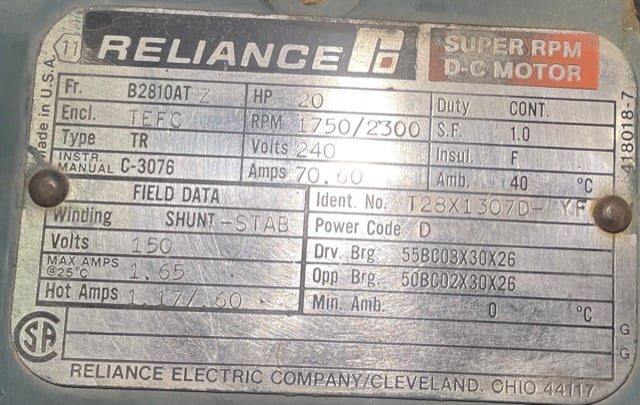 11 RELIANCE SUPER RPM D-C MOTOR
Made in U.S.A.
Fr. B2810AT Z HP 20 Duty CONT.
Encl. TEFC RPM 1750/2300 S.F. 1.0
Type TR Volts 240 Insul. F
INSTR. MANUAL C-3076 Amps 70.60 Amb. 40 °C
FIELD DATA Ident. No. T28X1307D- YF
Winding SHUNT-STAB Power Code D
Volts 150 Drv. Brg. 55BC03X30X26
MAX AMPS @25°C 1.65 Opp Brg. 50BC02X30X26
Hot Amps 1.17/.60 Min. Amb. 0 °C
SA
G
G
418018-7
RELIANCE ELECTRIC COMPANY/CLEVELAND, OHIO 44117